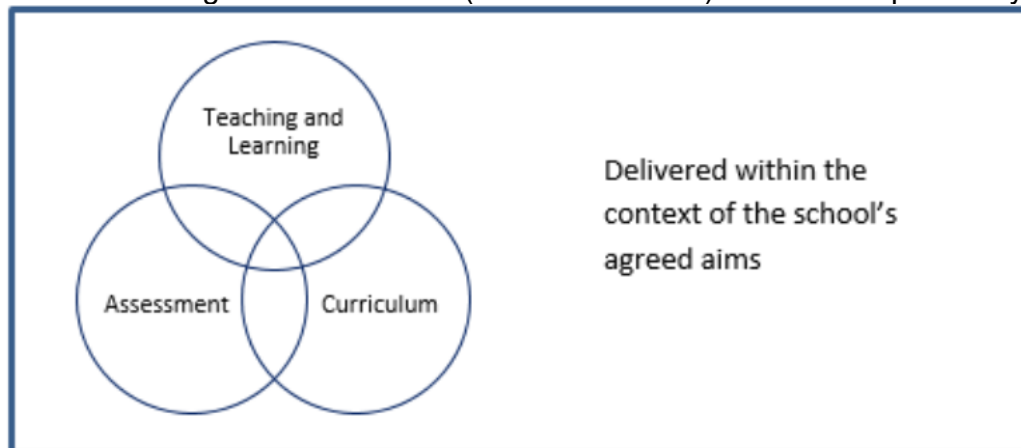 Teaching and
Learning
Assessment
Curriculum
Delivered within the
context of the school's
agreed aims